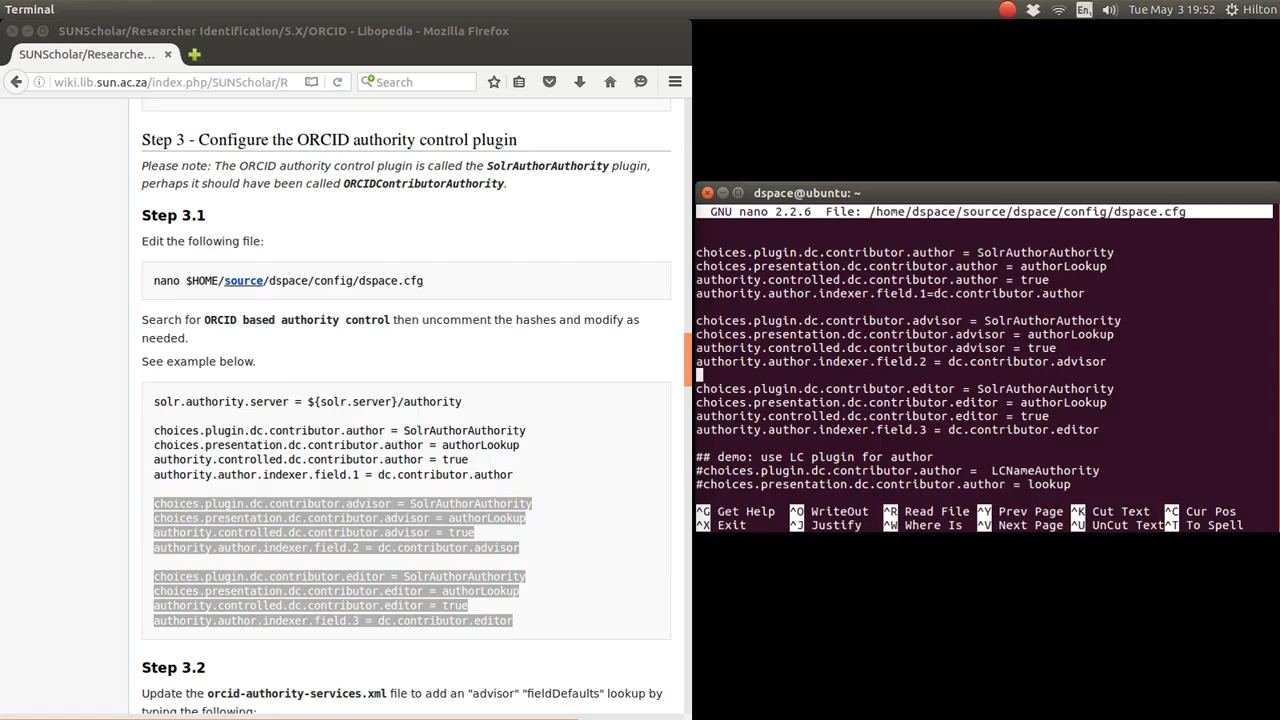 Terminal
En
Tue May 3 19:52
Hilton
SUNScholar/Researcher Identification/5.X/ORCID - Libopedia - Mozilla Firefox
SUNScholar/Researche...
wiki.lib.sun.ac.za/index.php/SUNScholar/R
Search
Step 3 - Configure the ORCID authority control plugin
Please note: The ORCID authority control plugin is called the SolrAuthorAuthority plugin,
perhaps it should have been called ORCIDContributorAuthority.
Step 3.1
Edit the following file:
nano $HOME/source/dspace/config/dspace.cfg
Search for ORCID based authority control then uncomment the hashes and modify as
needed.
See example below.
solr.authority.server = ${solr.server}/authority
choices.plugin.dc.contributor.author = SolrAuthorAuthority
choices.presentation.dc.contributor.author = authorLookup
authority.controlled.dc.contributor.author = true
authority.author.indexer.field.1 = dc.contributor.author
choices.plugin.dc.contributor.advisor = SolrAuthorAuthority
choices.presentation.dc.contributor.advisor = authorLookup
authority.controlled.dc.contributor.advisor = true
authority.author.indexer.field.2 = dc.contributor.advisor
choices.plugin.dc.contributor.editor = SolrAuthorAuthority
choices.presentation.dc.contributor.editor = authorLookup
authority.controlled.dc.contributor.editor = true
authority.author.indexer.field.3 = dc.contributor.editor
Step 3.2
Update the orcid-authority-services.xml file to add an "advisor" "fieldDefaults" lookup by
typing the following:
dspace@ubuntu: ~
GNU nano 2.2.6 File: /home/dspace/source/dspace/config/dspace.cfg
choices.plugin.dc.contributor.author = SolrAuthorAuthority
choices.presentation.dc.contributor.author = authorLookup
authority.controlled.dc.contributor.author = true
authority.author.indexer.field.1=dc.contributor.author
choices.plugin.dc.contributor.advisor = SolrAuthorAuthority
choices.presentation.dc.contributor.advisor = authorLookup
authority.controlled.dc.contributor.advisor = true
authority.author.indexer.field.2 = dc.contributor.advisor
choices.plugin.dc.contributor.editor = SolrAuthorAuthority
choices.presentation.dc.contributor.editor = authorLookup
authority.controlled.dc.contributor.editor = true
authority.author.indexer.field.3 = dc.contributor.editor
## demo: use LC plugin for author
#choices.plugin.dc.contributor.author =  LCNameAuthority
#choices.presentation.dc.contributor.author = lookup
^G Get Help ^O WriteOut ^R Read File ^Y Prev Page ^K Cut Text ^C Cur Pos
^X Exit ^J Justify ^W Where Is ^V Next Page ^U UnCut Text ^T To Spell